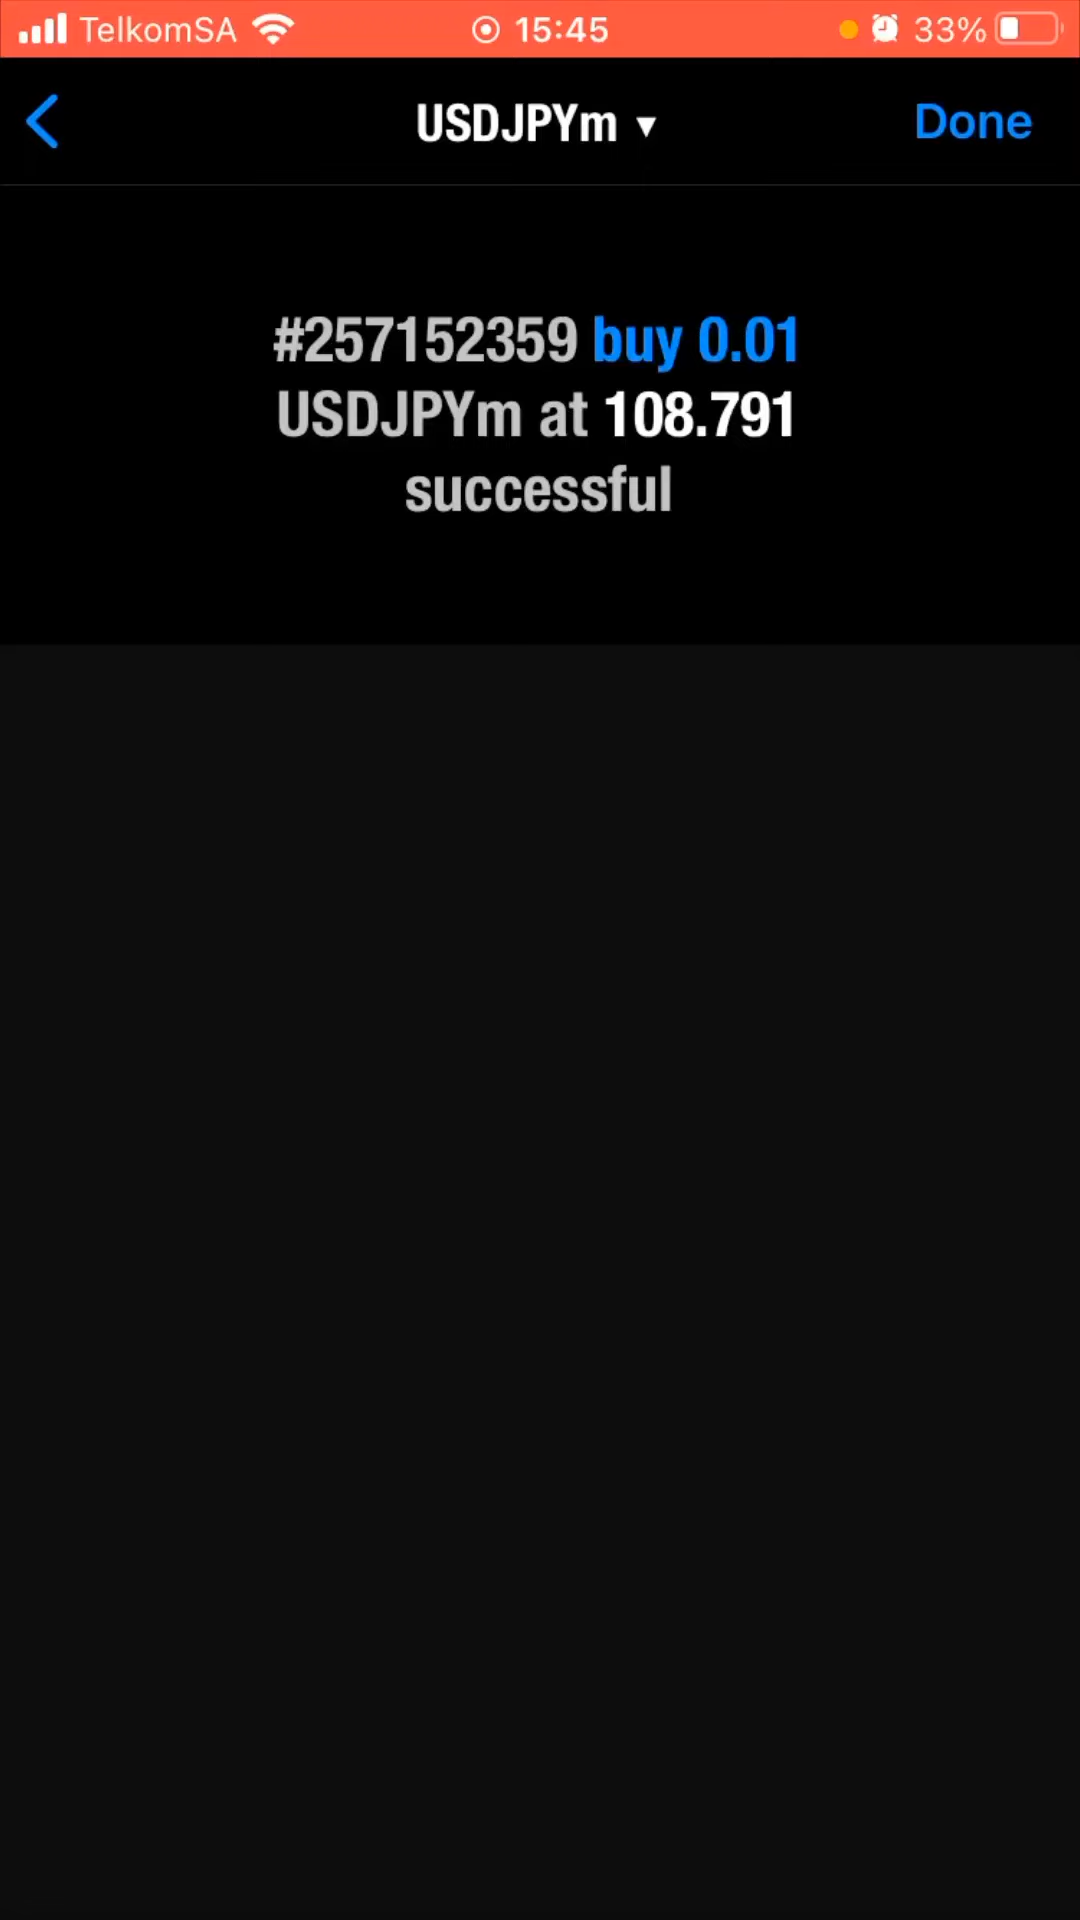 TelkomSA 15:45 33%
USDJPYm ▼ Done
#257152359 buy 0.01
USDJPYm at 108.791
successful